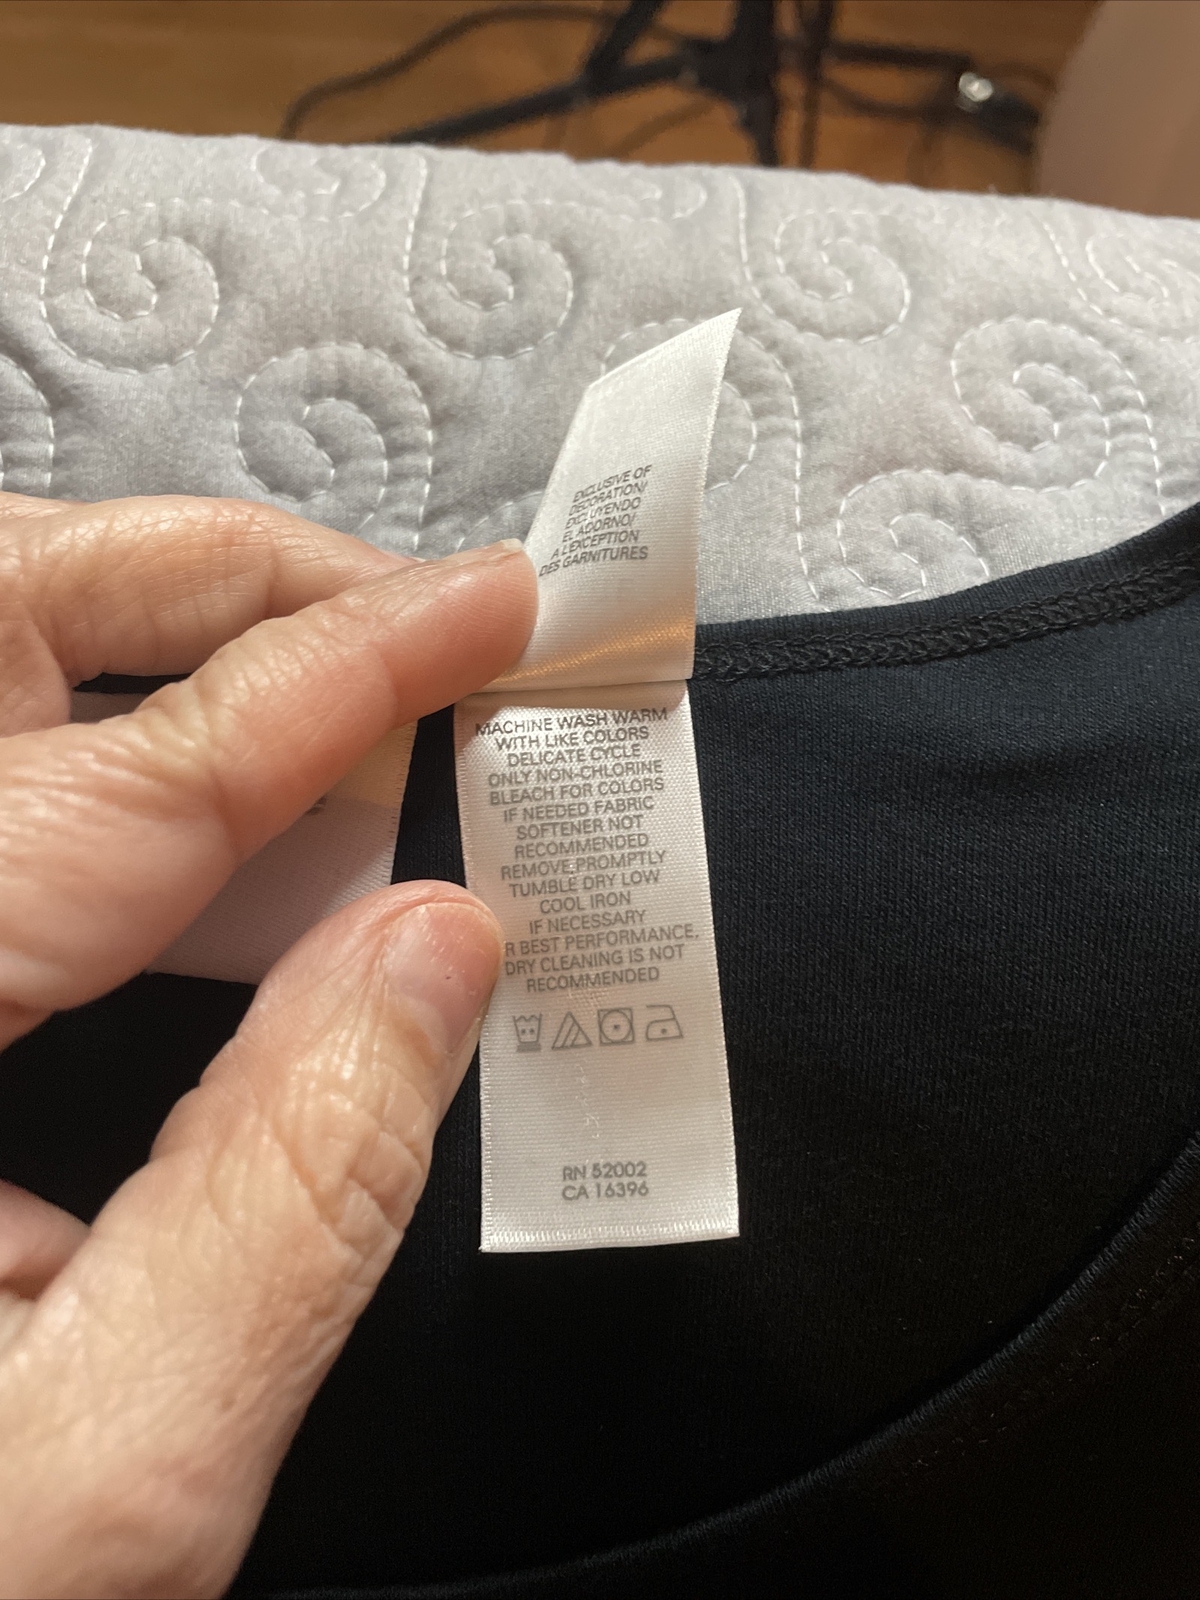 EXCLUSIVE OF
DECORATION/
EXCLUYENDO
EL ADORNO/
A L'EXCEPTION
DES GARNITURES
MACHINE WASH WARM
WITH LIKE COLORS
DELICATE CYCLE
ONLY NON-CHLORINE
BLEACH FOR COLORS
IF NEEDED FABRIC
SOFTENER NOT
RECOMMENDED
REMOVE PROMPTLY
TUMBLE DRY LOW
COOL IRON
IF NECESSARY
R BEST PERFORMANCE,
DRY CLEANING IS NOT
RECOMMENDED
RN 52002
CA 16396